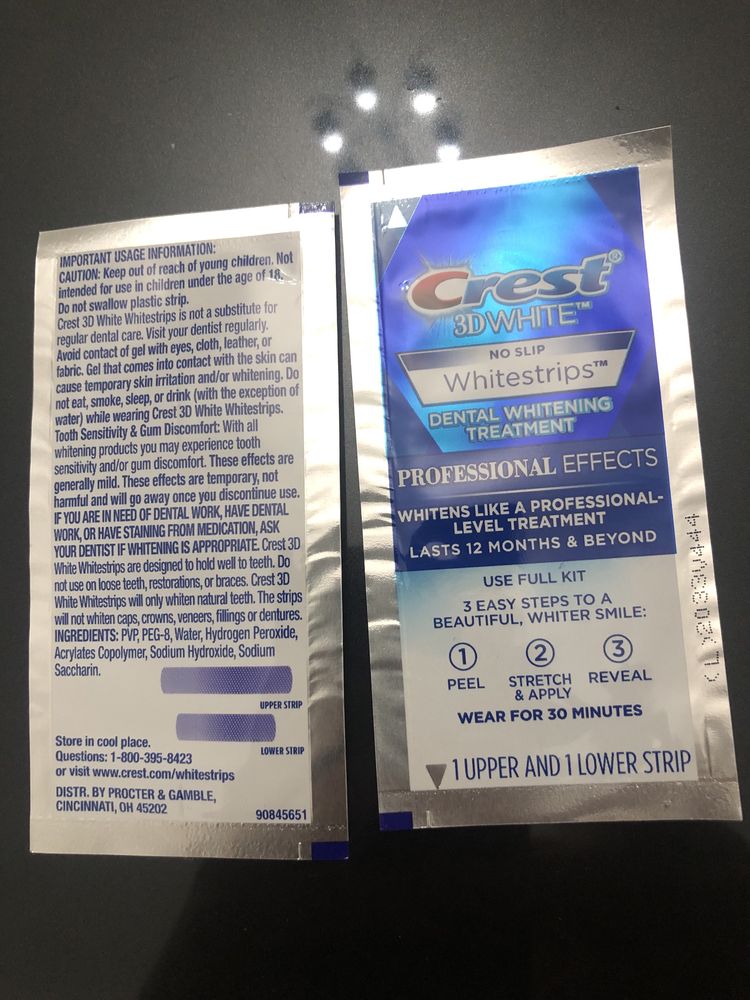 IMPORTANT USAGE INFORMATION:
CAUTION: Keep out of reach of young children. Not
intended for use in children under the age of 18.
Do not swallow plastic strip.
Crest 3D White Whitestrips is not a substitute for
regular dental care. Visit your dentist regularly.
Avoid contact of gel with eyes, cloth, leather, or
fabric. Gel that comes into contact with the skin can
cause temporary skin irritation and/or whitening. Do
not eat, smoke, sleep, or drink (with the exception of
water) while wearing Crest 3D White Whitestrips.
Tooth Sensitivity & Gum Discomfort: With all
whitening products you may experience tooth
sensitivity and/or gum discomfort. These effects are
generally mild. These effects are temporary, not
harmful and will go away once you discontinue use.
IF YOU ARE IN NEED OF DENTAL WORK, HAVE DENTAL
WORK, OR HAVE STAINING FROM MEDICATION, ASK
YOUR DENTIST IF WHITENING IS APPROPRIATE. Crest 3D
White Whitestrips are designed to hold well to teeth. Do
not use on loose teeth, restorations, or braces. Crest 3D
White Whitestrips will only whiten natural teeth. The strips
will not whiten caps, crowns, veneers, fillings or dentures.
INGREDIENTS: PVP, PEG-8, Water, Hydrogen Peroxide,
Acrylates Copolymer, Sodium Hydroxide, Sodium
Saccharin.
UPPER STRIP
LOWER STRIP
Store in cool place.
Questions: 1-800-395-8423
or visit www.crest.com/whitestrips
DISTR. BY PROCTER & GAMBLE,
CINCINNATI, OH 45202
90845651
Crest®
3D WHITE™
NO SLIP
Whitestrips™
DENTAL WHITENING
TREATMENT
PROFESSIONAL EFFECTS
WHITENS LIKE A PROFESSIONAL-
LEVEL TREATMENT
LASTS 12 MONTHS & BEYOND
USE FULL KIT
3 EASY STEPS TO A
BEAUTIFUL, WHITER SMILE:
1 2 3
PEEL STRETCH & APPLY REVEAL
WEAR FOR 30 MINUTES
1 UPPER AND 1 LOWER STRIP